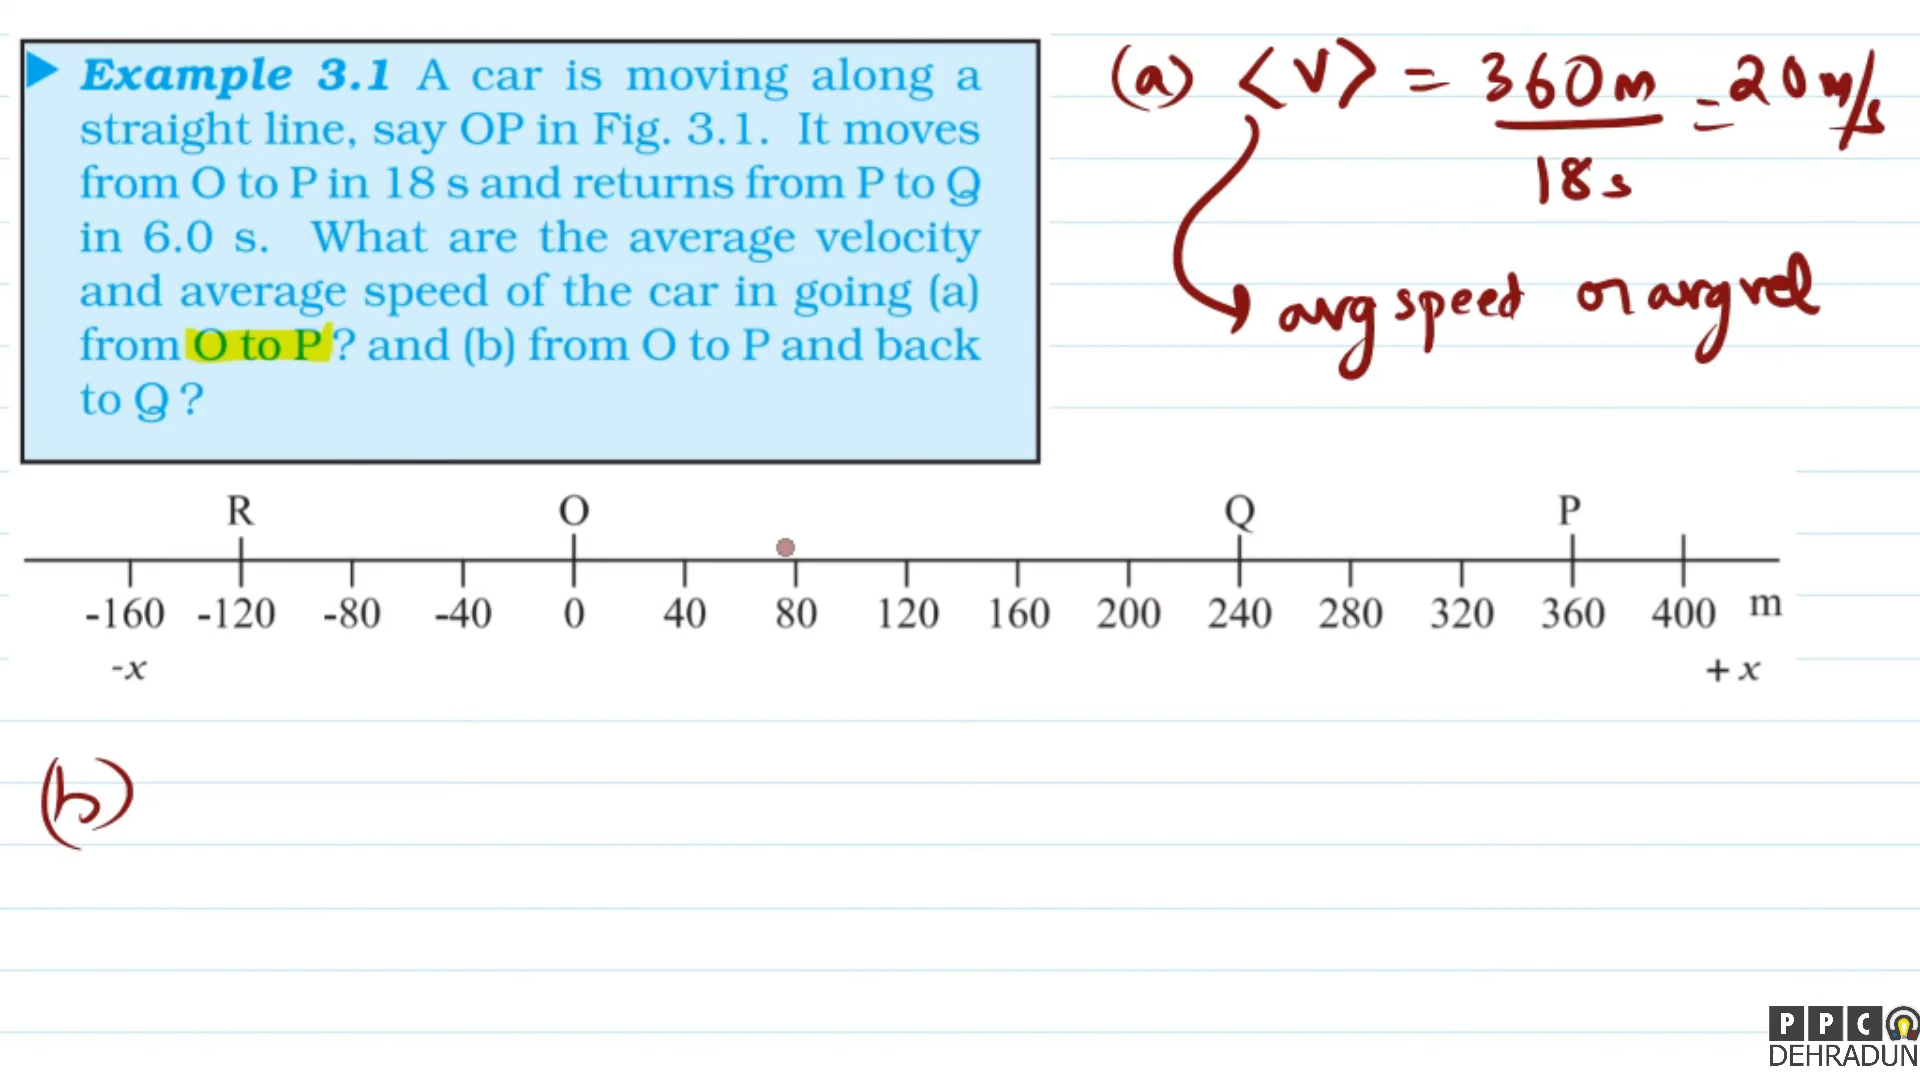 Example 3.1 A car is moving along a
straight line, say OP in Fig. 3.1. It moves
from O to P in 18 s and returns from P to Q
in 6.0 s. What are the average velocity
and average speed of the car in going (a)
from O to P ? and (b) from O to P and back
to Q ?
(a) <V> = 360m = 20 m/s
18s
avg speed or avg vel
R O Q P
-160 -120 -80 -40 0 40 80 120 160 200 240 280 320 360 400 m
-x + x
(b)
PPC
DEHRADUN